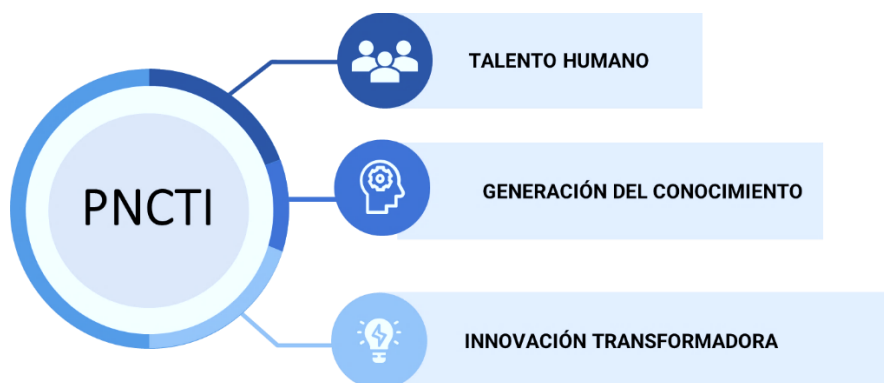 PNCTI
TALENTO HUMANO
GENERACIÓN DEL CONOCIMIENTO
INNOVACIÓN TRANSFORMADORA